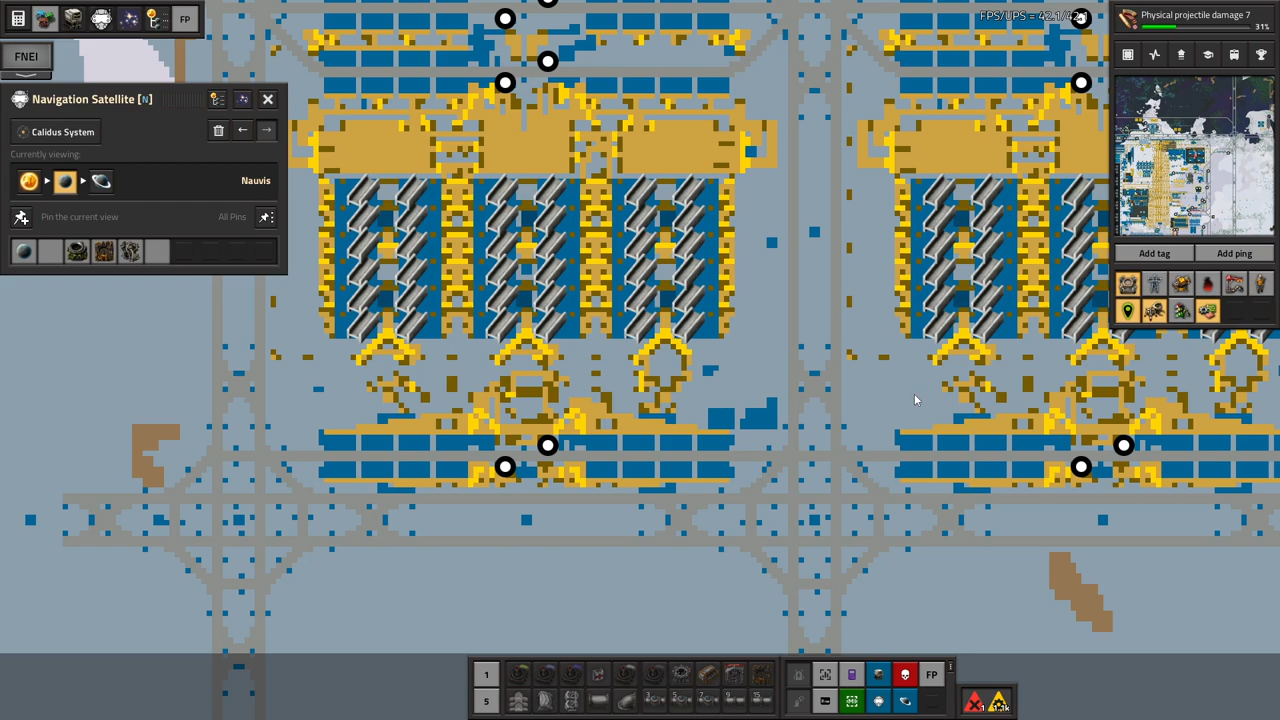 FP
FPS/UPS = 42.1/42.1
Physical projectile damage 7
31%
FNEI
Navigation Satellite [N]
Calidus System
Currently viewing:
Nauvis
Pin the current view
All Pins
Add tag
Add ping
1
FP
5